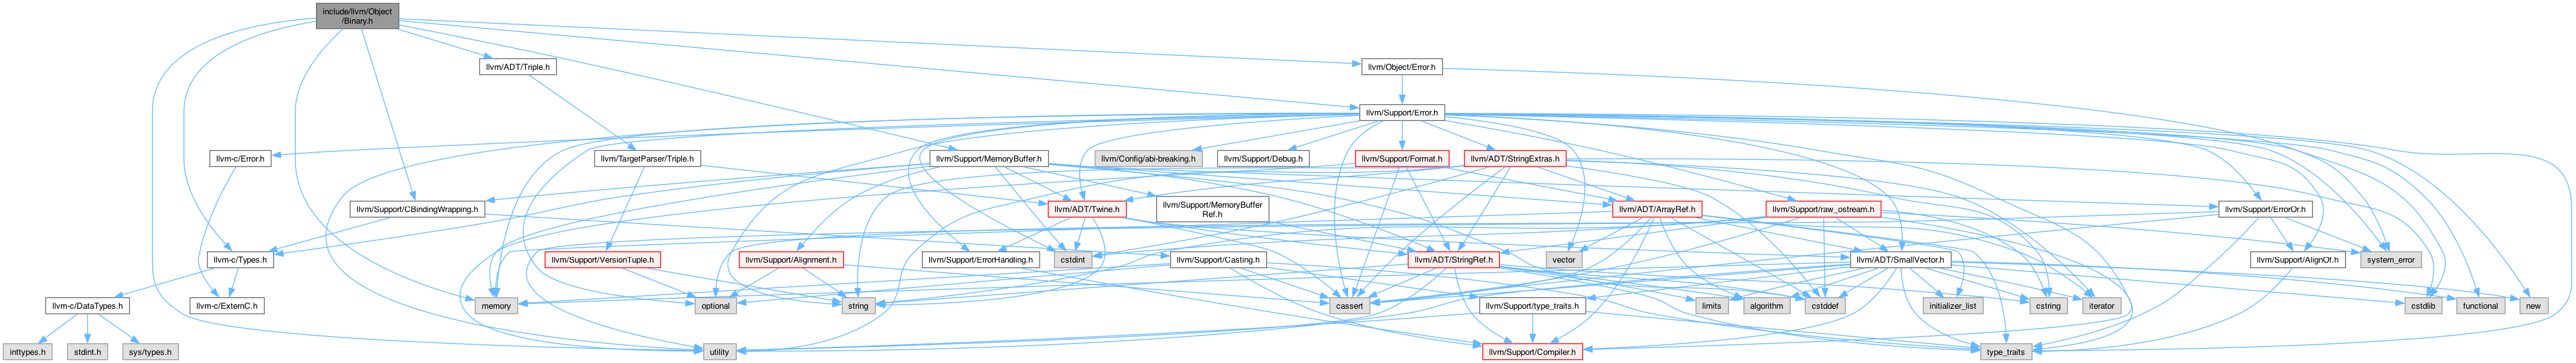 include/llvm/Object
/Binary.h
llvm/ADT/Triple.h
llvm/Object/Error.h
llvm/Support/Error.h
llvm-c/Error.h
llvm/TargetParser/Triple.h
llvm/Support/MemoryBuffer.h
llvm/Config/abi-breaking.h
llvm/Support/Debug.h
llvm/Support/Format.h
llvm/ADT/StringExtras.h
llvm/Support/CBindingWrapping.h
llvm/ADT/Twine.h
llvm/Support/MemoryBuffer
Ref.h
llvm/ADT/ArrayRef.h
llvm/Support/raw_ostream.h
llvm/Support/ErrorOr.h
llvm-c/Types.h
llvm/Support/VersionTuple.h
llvm/Support/Alignment.h
llvm/Support/ErrorHandling.h
cstdint
llvm/ADT/StringRef.h
llvm/Support/Casting.h
vector
llvm/ADT/SmallVector.h
llvm/Support/AlignOf.h
system_error
llvm-c/DataTypes.h
llvm-c/ExternC.h
memory
optional
string
cassert
llvm/Support/type_traits.h
limits
algorithm
cstddef
initializer_list
cstring
iterator
cstdlib
functional
new
inttypes.h
stdint.h
sys/types.h
utility
llvm/Support/Compiler.h
type_traits